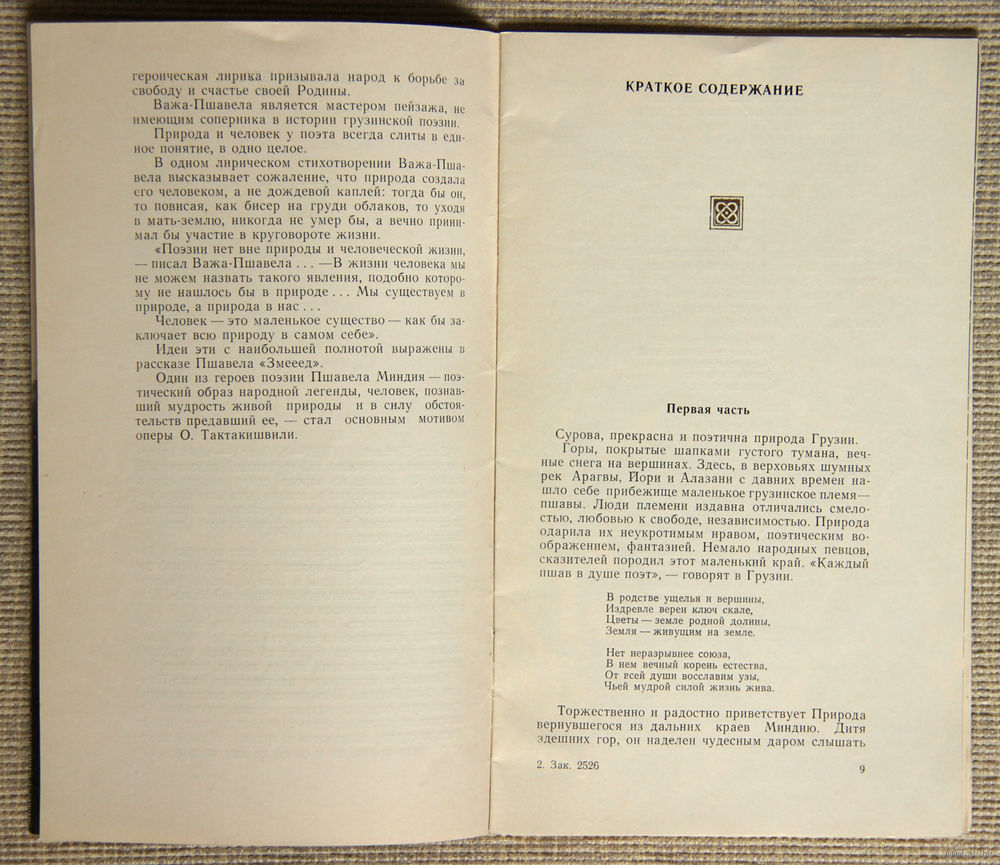 героическая лирика призывала народ к борьбе за
свободу и счастье своей Родины.
Важа-Пшавела является мастером пейзажа, не
имеющим соперника в истории грузинской поэзии.
Природа и человек у поэта всегда слиты в еди-
ное понятие, в одно целое.
В одном лирическом стихотворении Важа-Пша-
вела высказывает сожаление, что природа создала
его человеком, а не дождевой каплей: тогда бы он,
то повисая, как бисер на груди облаков, то уходя
в мать-землю, никогда не умер бы, а вечно прини-
мал бы участие в круговороте жизни.
«Поэзии нет вне природы и человеческой жизни,
— писал Важа-Пшавела . . . —В жизни человека мы
не можем назвать такого явления, подобно которо-
му не нашлось бы в природе . . . Мы существуем в
природе, а природа в нас . . .
Человек — это маленькое существо — как бы за-
ключает всю природу в самом себе».
Идеи эти с наибольшей полнотой выражены в
рассказе Пшавела «Змееед».
Один из героев поэзии Пшавела Миндия — поэ-
тический образ народной легенды, человек, познав-
ший мудрость живой природы и в силу обстоя-
тельств предавший ее, — стал основным мотивом
оперы О. Тактакишвили.
КРАТКОЕ СОДЕРЖАНИЕ
Первая часть
Сурова, прекрасна и поэтична природа Грузии.
Горы, покрытые шапками густого тумана, веч-
ные снега на вершинах. Здесь, в верховьях шумных
рек Арагвы, Йори и Алазани с давних времен на-
шло себе прибежище маленькое грузинское племя—
пшавы. Люди племени издавна отличались смело-
стью, любовью к свободе, независимостью. Природа
одарила их неукротимым нравом, поэтическим во-
ображением, фантазией. Немало народных певцов,
сказителей породил этот маленький край. «Каждый
пшав в душе поэт», — говорят в Грузии.
В родстве ущелья и вершины,
Издревле верен ключ скале,
Цветы — земле родной долины,
Земля — живущим на земле.
Нет неразрывнее союза,
В нем вечный корень естества,
От всей души восславим узы,
Чьей мудрой силой жизнь жива.
Торжественно и радостно приветствует Природа
вернувшегося из дальних краев Миндию. Дитя
здешних гор, он наделен чудесным даром слышать
2. Зак. 2526
9